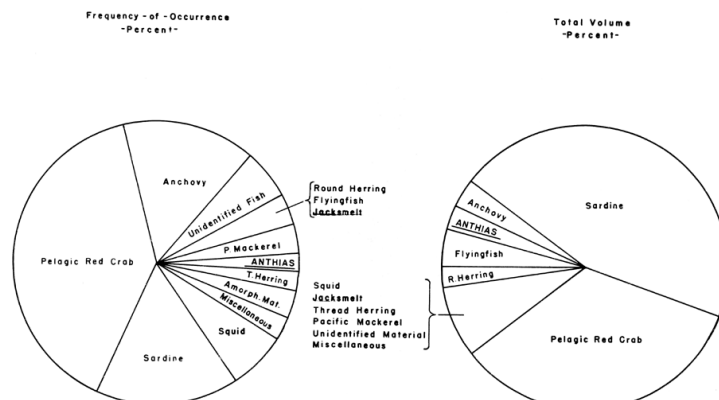 Frequency-of-Occurrence
-Percent-
Total Volume
-Percent-
Anchovy
Unidentified Fish
Round Herring
Flyingfish
Jacksmelt
P. Mackerel
ANTHIAS
T. Herring
Amorph. Mat.
Miscellaneous
Squid
Sardine
Pelagic Red Crab
Sardine
Anchovy
ANTHIAS
Flyingfish
R. Herring
Squid
Jacksmelt
Thread Herring
Pacific Mackerel
Unidentified Material
Miscellaneous
Pelagic Red Crab